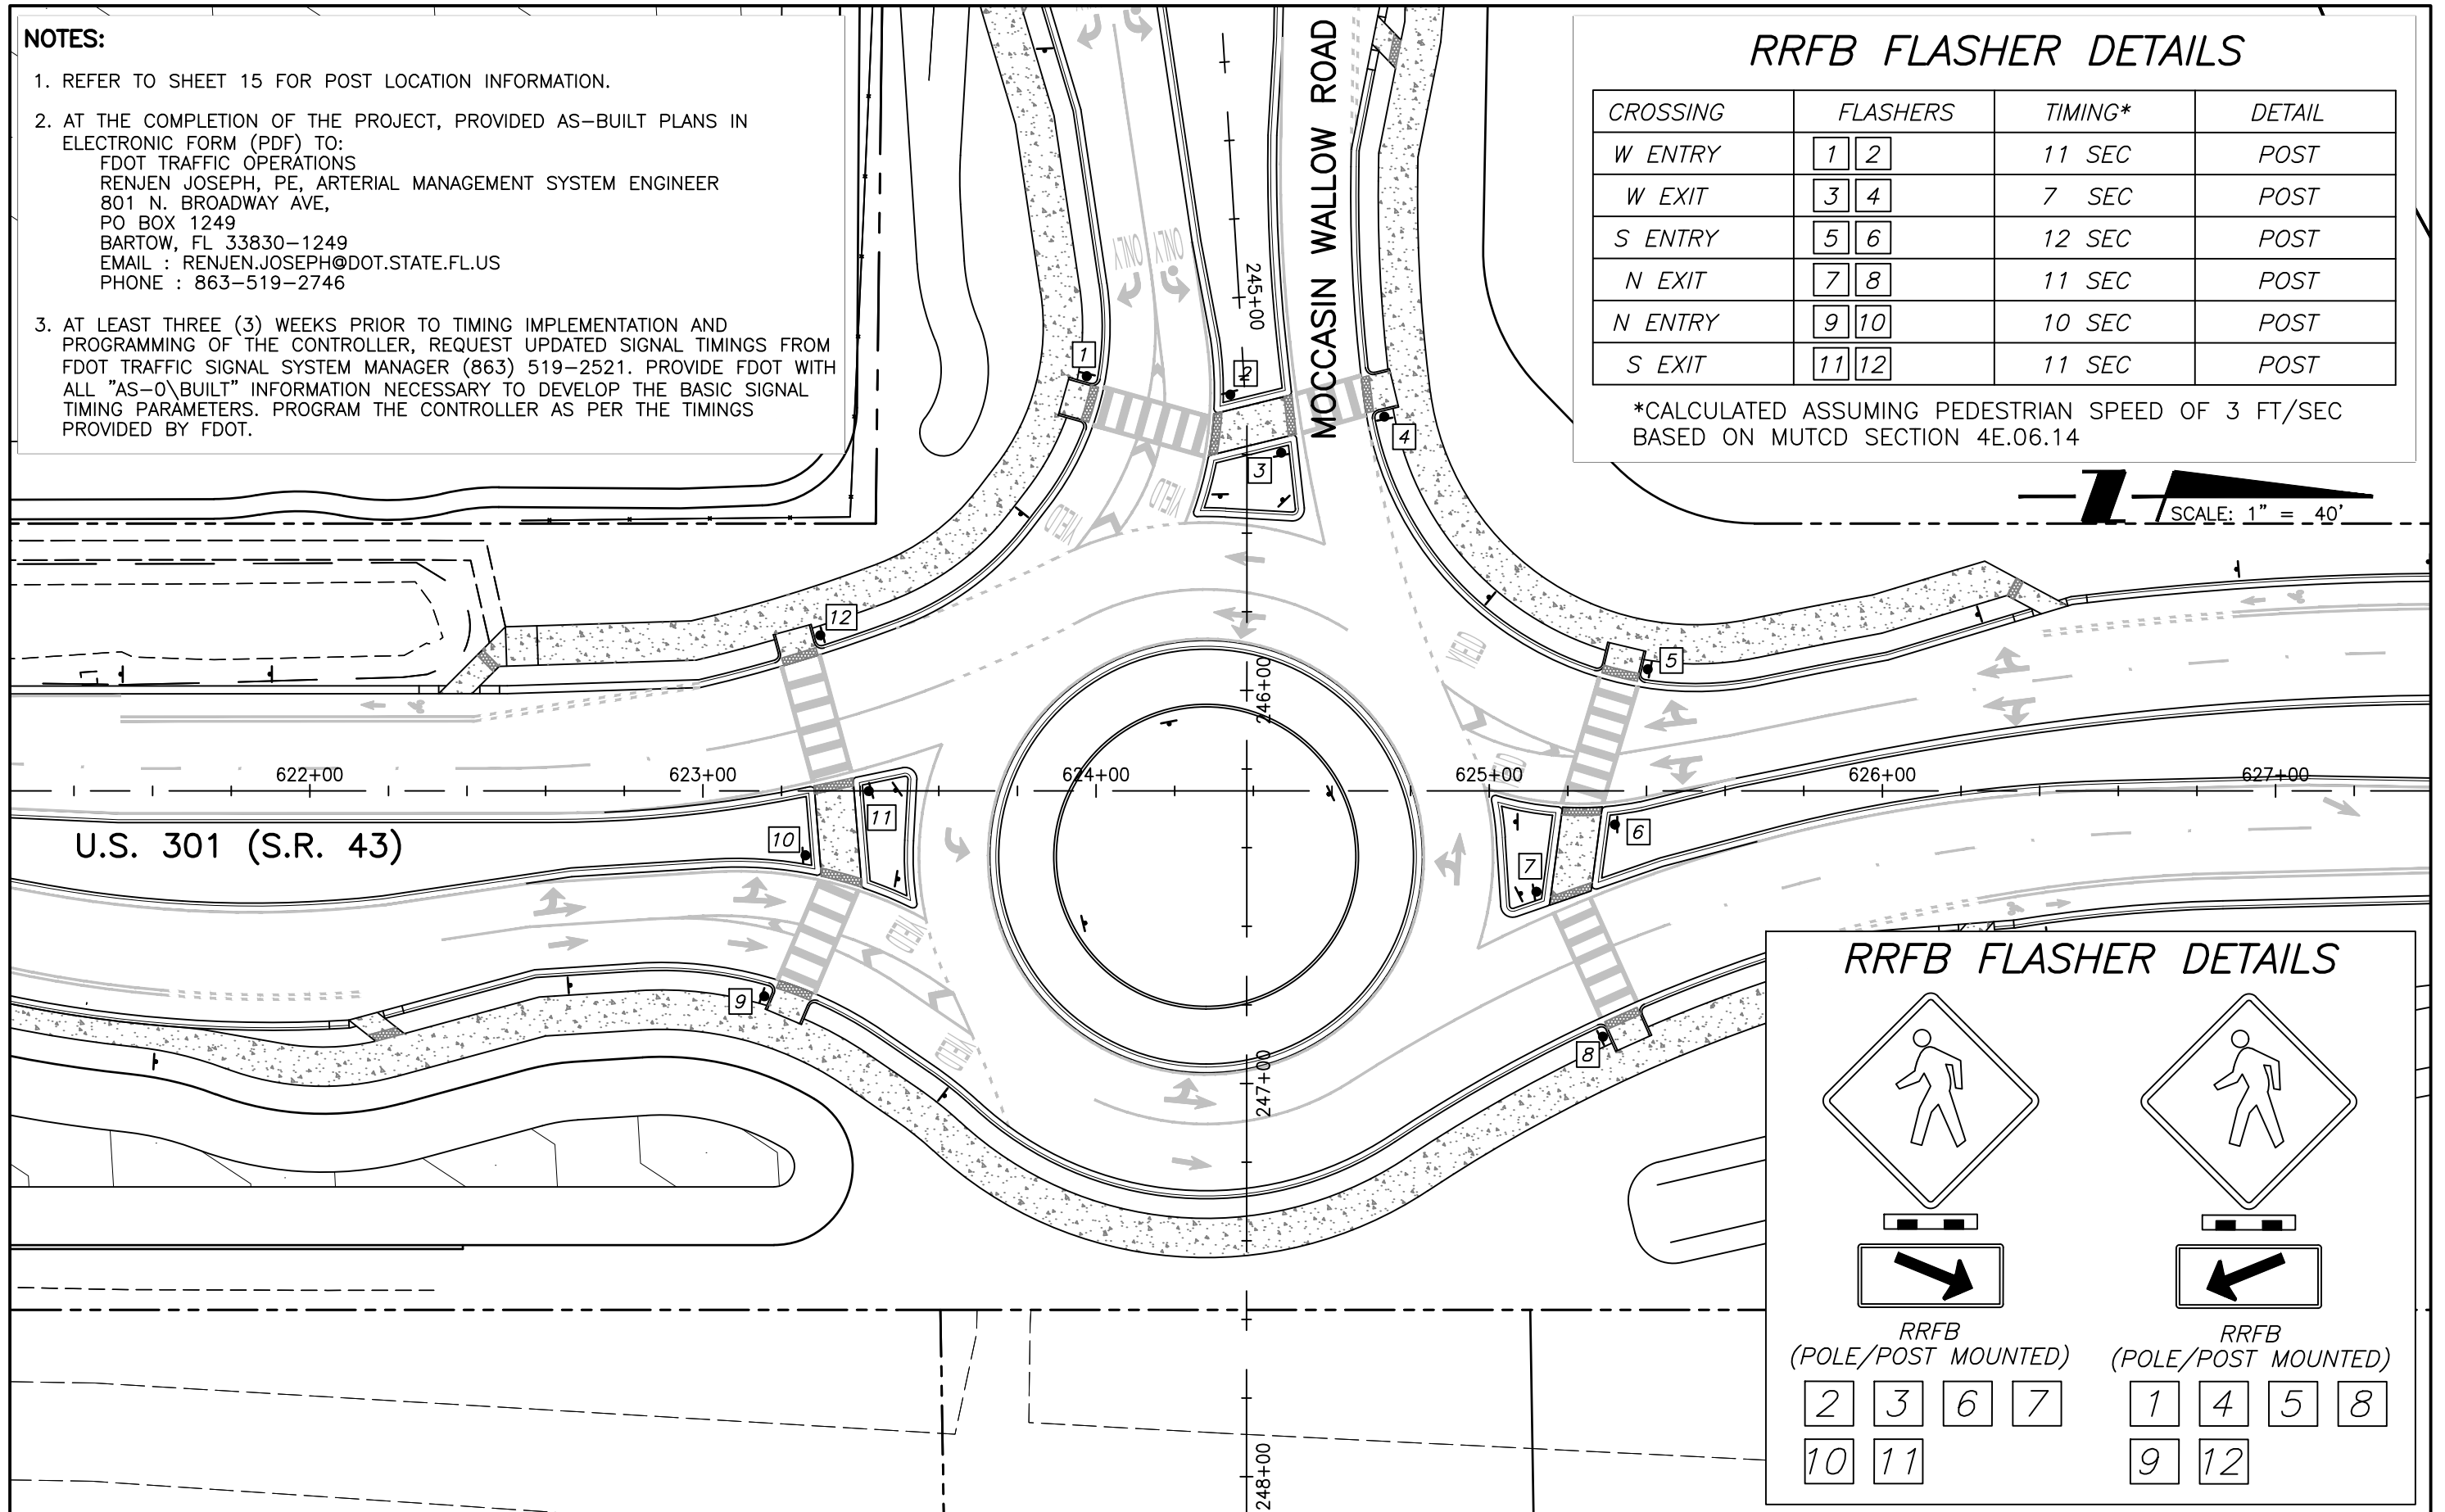 NOTES:
1. REFER TO SHEET 15 FOR POST LOCATION INFORMATION.
2. AT THE COMPLETION OF THE PROJECT, PROVIDED AS-BUILT PLANS IN
ELECTRONIC FORM (PDF) TO:
FDOT TRAFFIC OPERATIONS
RENJEN JOSEPH, PE, ARTERIAL MANAGEMENT SYSTEM ENGINEER
801 N. BROADWAY AVE,
PO BOX 1249
BARTOW, FL 33830-1249
EMAIL : RENJEN.JOSEPH@DOT.STATE.FL.US
PHONE : 863-519-2746
3. AT LEAST THREE (3) WEEKS PRIOR TO TIMING IMPLEMENTATION AND
PROGRAMMING OF THE CONTROLLER, REQUEST UPDATED SIGNAL TIMINGS FROM
FDOT TRAFFIC SIGNAL SYSTEM MANAGER (863) 519-2521. PROVIDE FDOT WITH
ALL "AS-0\BUILT" INFORMATION NECESSARY TO DEVELOP THE BASIC SIGNAL
TIMING PARAMETERS. PROGRAM THE CONTROLLER AS PER THE TIMINGS
PROVIDED BY FDOT.
MOCCASIN WALLOW ROAD
RRFB FLASHER DETAILS
CROSSING FLASHERS TIMING* DETAIL
W ENTRY 1 2 11 SEC POST
W EXIT 3 4 7 SEC POST
S ENTRY 5 6 12 SEC POST
N EXIT 7 8 11 SEC POST
N ENTRY 9 10 10 SEC POST
S EXIT 11 12 11 SEC POST
*CALCULATED ASSUMING PEDESTRIAN SPEED OF 3 FT/SEC
BASED ON MUTCD SECTION 4E.06.14
SCALE: 1" = 40'
ONLY
ONLY
245+00
1
2
4
3
YIELD
YIELD
12
5
YIELD
246+00
YIELD
622+00
623+00
624+00
625+00
626+00
627+00
U.S. 301 (S.R. 43)
10
11
6
7
YIELD
9
YIELD
8
247+00
248+00
RRFB FLASHER DETAILS
RRFB
(POLE/POST MOUNTED)
2 3 6 7
10 11
RRFB
(POLE/POST MOUNTED)
1 4 5 8
9 12